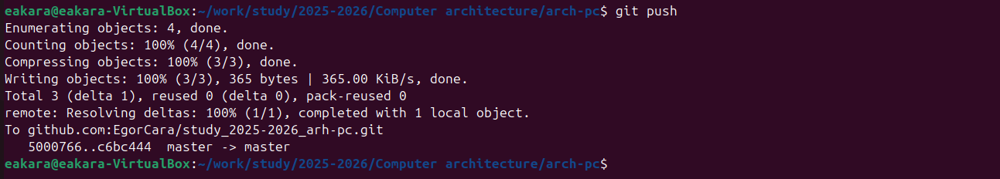 eakara@eakara-VirtualBox:~/work/study/2025-2026/Computer architecture/arch-pc$ git push
Enumerating objects: 4, done.
Counting objects: 100% (4/4), done.
Compressing objects: 100% (3/3), done.
Writing objects: 100% (3/3), 365 bytes | 365.00 KiB/s, done.
Total 3 (delta 1), reused 0 (delta 0), pack-reused 0
remote: Resolving deltas: 100% (1/1), completed with 1 local object.
To github.com:EgorCara/study_2025-2026_arh-pc.git
   5000766..c6bc444  master -> master
eakara@eakara-VirtualBox:~/work/study/2025-2026/Computer architecture/arch-pc$